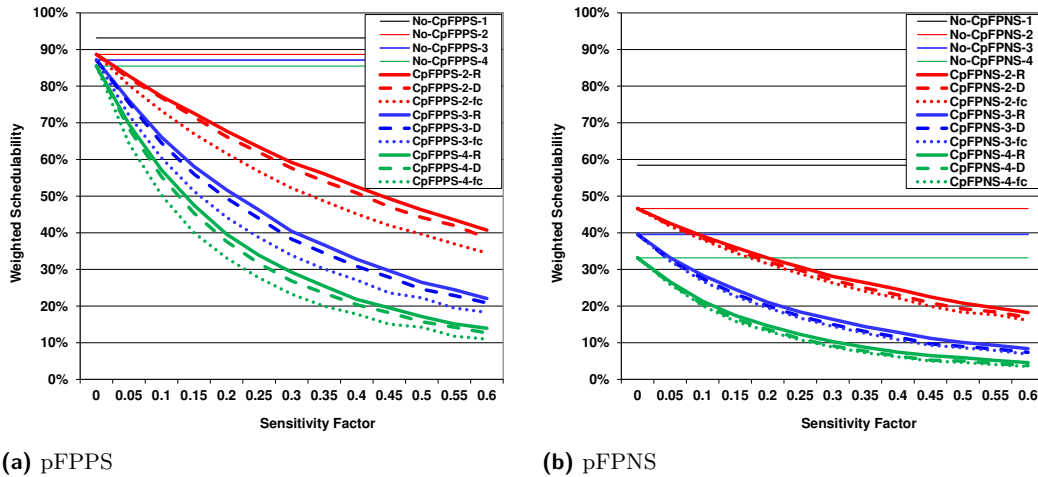 120%
110%
100%
90%
80%
70%
60%
50%
40%
30%
20%
10%
0%
Weighted Schedulability
0 0.05 0.1 0.15 0.2 0.25 0.3 0.35 0.4 0.45 0.5 0.55 0.6
Sensitivity Factor
No-CpFPPS-1
No-CpFPPS-2
No-CpFPPS-3
No-CpFPPS-4
CpFPPS-2-R
CpFPPS-2-D
CpFPPS-2-fc
CpFPPS-3-R
CpFPPS-3-D
CpFPPS-3-fc
CpFPPS-4-R
CpFPPS-4-D
CpFPPS-4-fc
(a) pFPPS
100%
90%
80%
70%
60%
50%
40%
30%
20%
10%
0%
Weighted Schedulability
0 0.05 0.1 0.15 0.2 0.25 0.3 0.35 0.4 0.45 0.5 0.55 0.6
Sensitivity Factor
No-CpFPNS-1
No-CpFPNS-2
No-CpFPNS-3
No-CpFPNS-4
CpFPNS-2-R
CpFPNS-2-D
CpFPNS-2-fc
CpFPNS-3-R
CpFPNS-3-D
CpFPNS-3-fc
CpFPNS-4-R
CpFPNS-4-D
CpFPNS-4-fc
(b) pFPNS